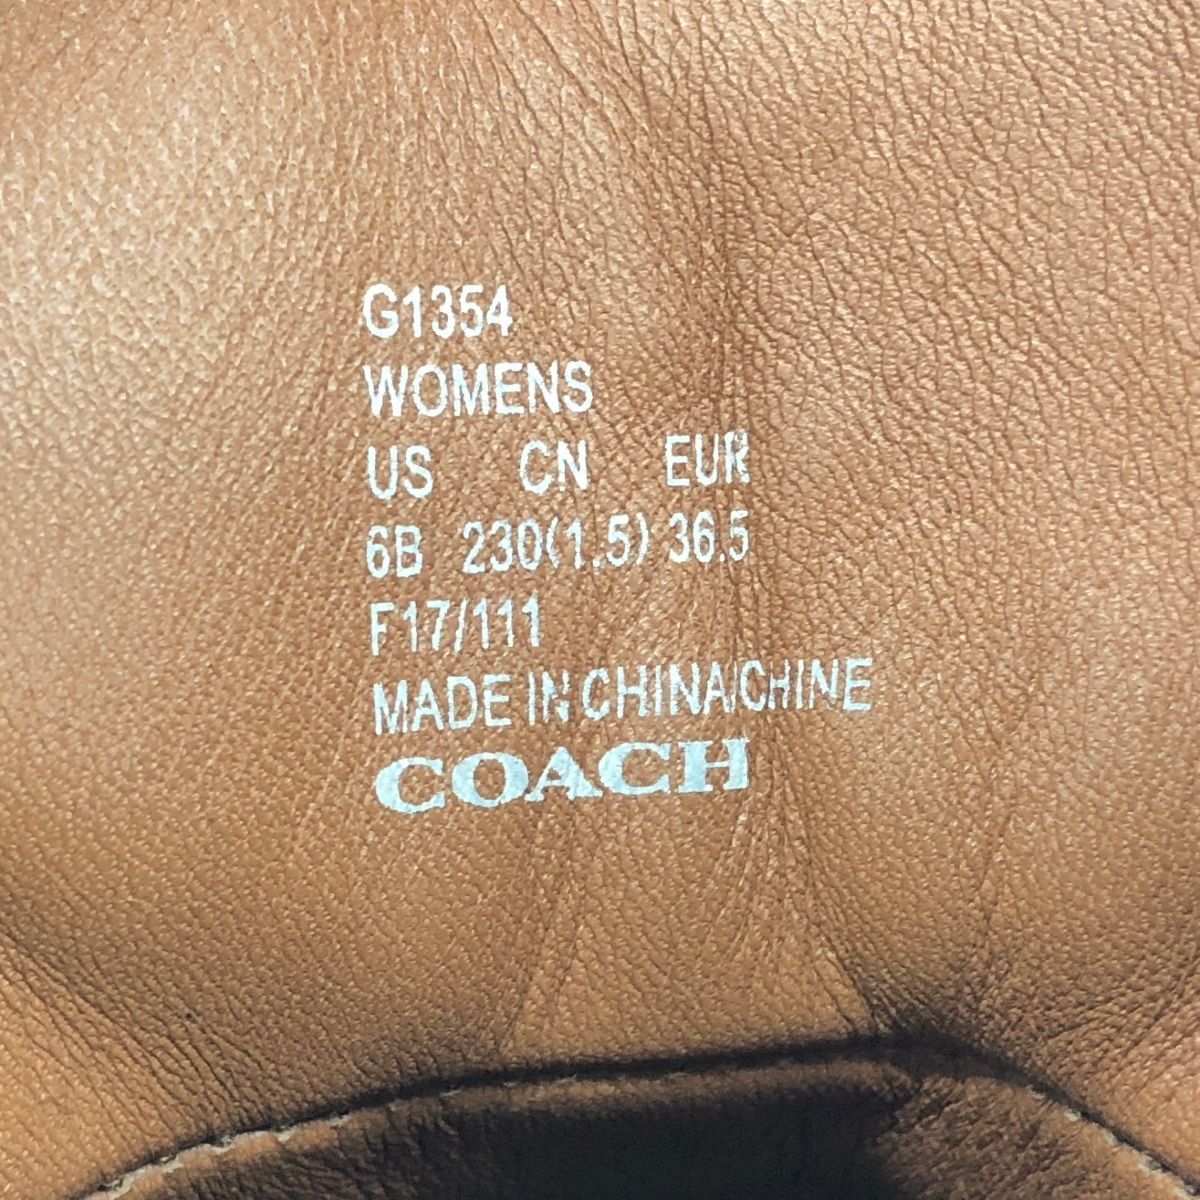 G1354
WOMENS
US CN EUR
6B 230(1.5) 36.5
F17/111
MADE IN CHINA/CHINE
COACH